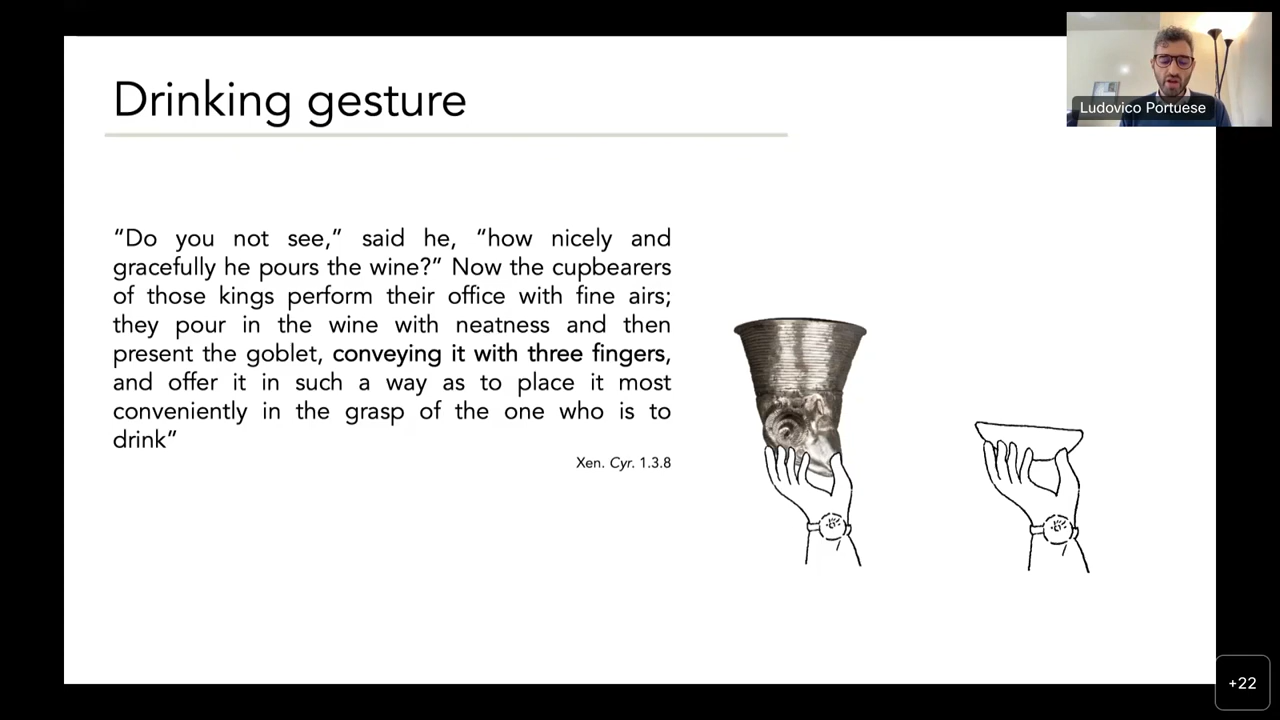 Drinking gesture
Ludovico Portuese
“Do you not see,” said he, “how nicely and
gracefully he pours the wine?” Now the cupbearers
of those kings perform their office with fine airs;
they pour in the wine with neatness and then
present the goblet, conveying it with three fingers,
and offer it in such a way as to place it most
conveniently in the grasp of the one who is to
drink”
Xen. Cyr. 1.3.8
+22